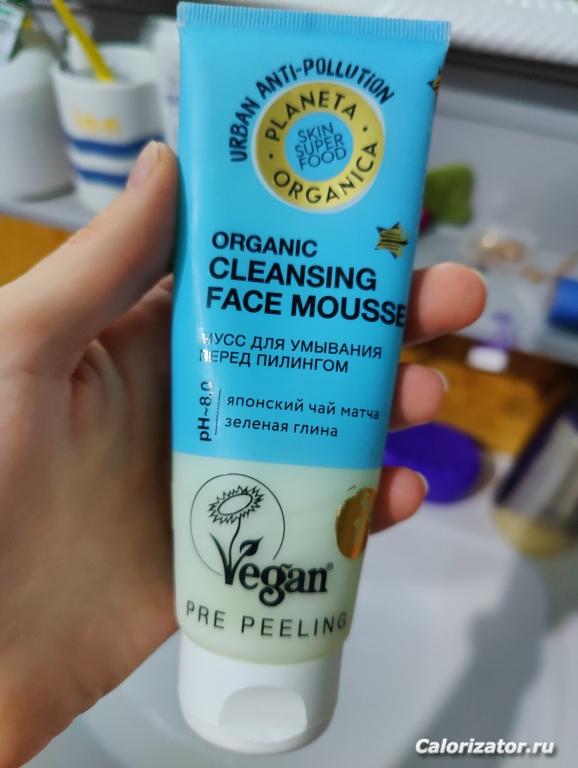 URBAN ANTI-POLLUTION
PLANETA
SKIN
SUPER
FOOD
ORGANICA
ORGANIC
CLEANSING
FACE MOUSSE
МУСС ДЛЯ УМЫВАНИЯ
ПЕРЕД ПИЛИНГОМ
pH~8,0
японский чай матча
зеленая глина
Vegan®
PRE PEELING
Calorizator.ru